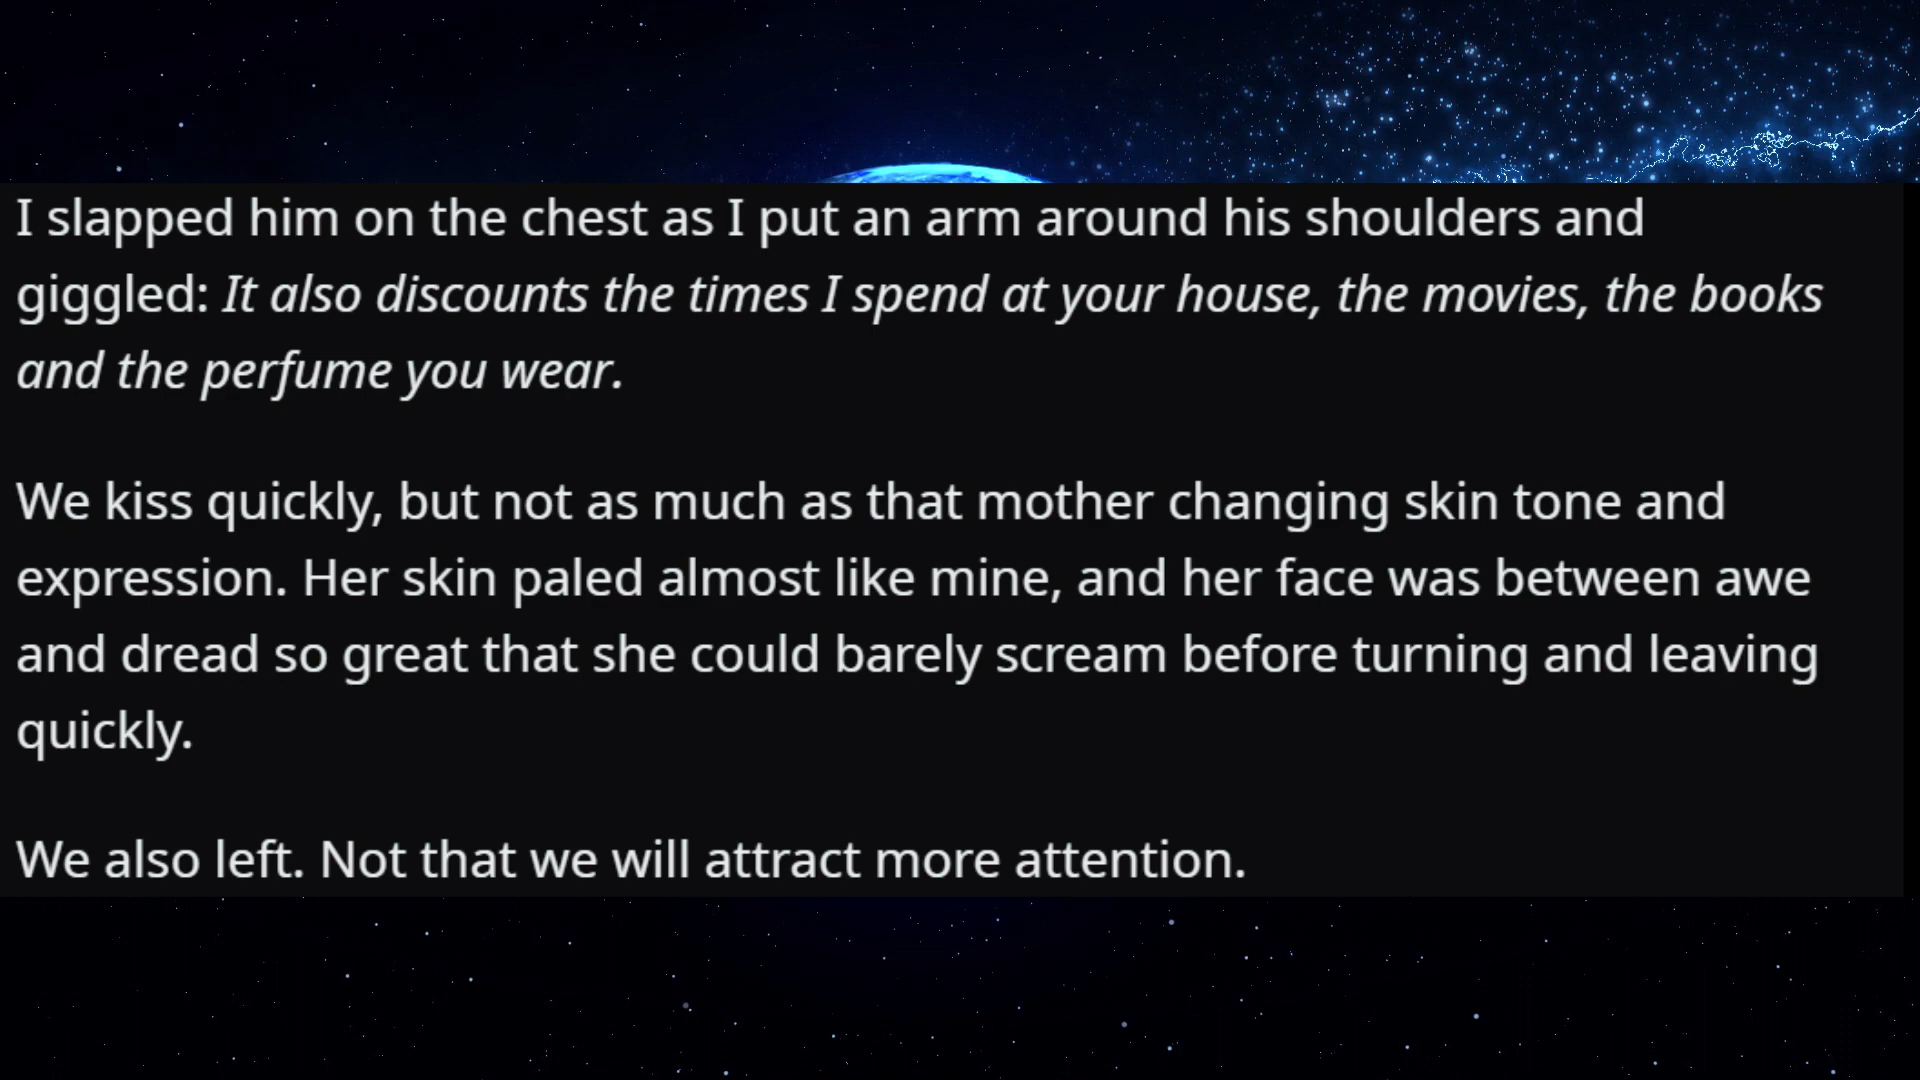 I slapped him on the chest as I put an arm around his shoulders and
giggled: It also discounts the times I spend at your house, the movies, the books
and the perfume you wear.
We kiss quickly, but not as much as that mother changing skin tone and
expression. Her skin paled almost like mine, and her face was between awe
and dread so great that she could barely scream before turning and leaving
quickly.
We also left. Not that we will attract more attention.